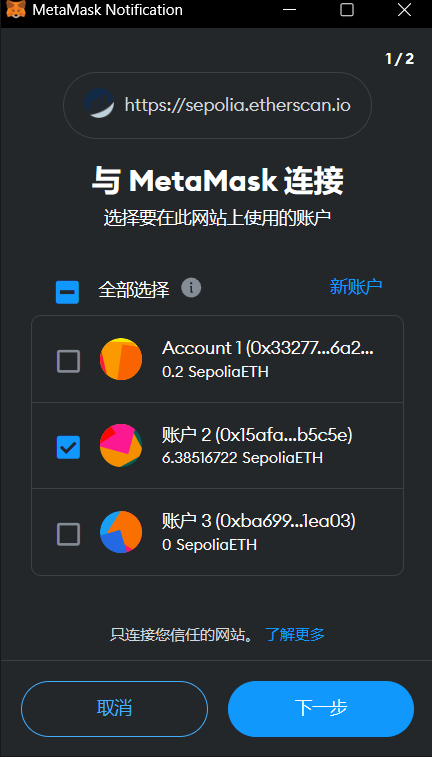 MetaMask Notification
1 / 2
https://sepolia.etherscan.io
与 MetaMask 连接
选择要在此网站上使用的账户
全部选择 新账户
Account 1 (0x33277...6a2...
0.2 SepoliaETH
账户 2 (0x15afa...b5c5e)
6.38516722 SepoliaETH
账户 3 (0xba699...1ea03)
0 SepoliaETH
只连接您信任的网站。 了解更多
取消 下一步